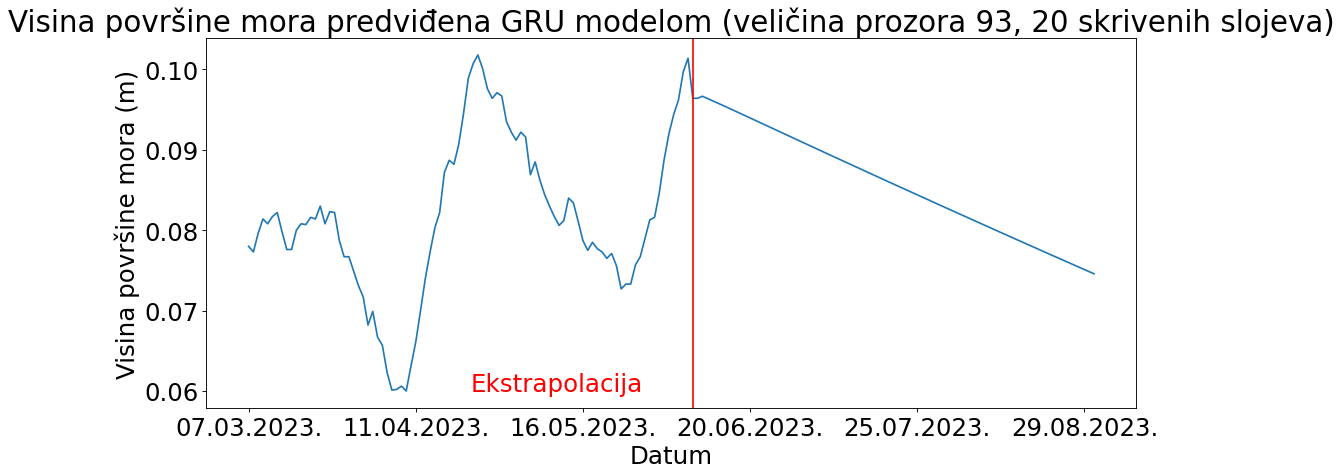 Visina površine mora predviđena GRU modelom (veličina prozora 93, 20 skrivenih slojeva)
Visina površine mora (m)
0.10
0.09
0.08
0.07
0.06
Ekstrapolacija
07.03.2023. 11.04.2023. 16.05.2023. 20.06.2023. 25.07.2023. 29.08.2023.
Datum